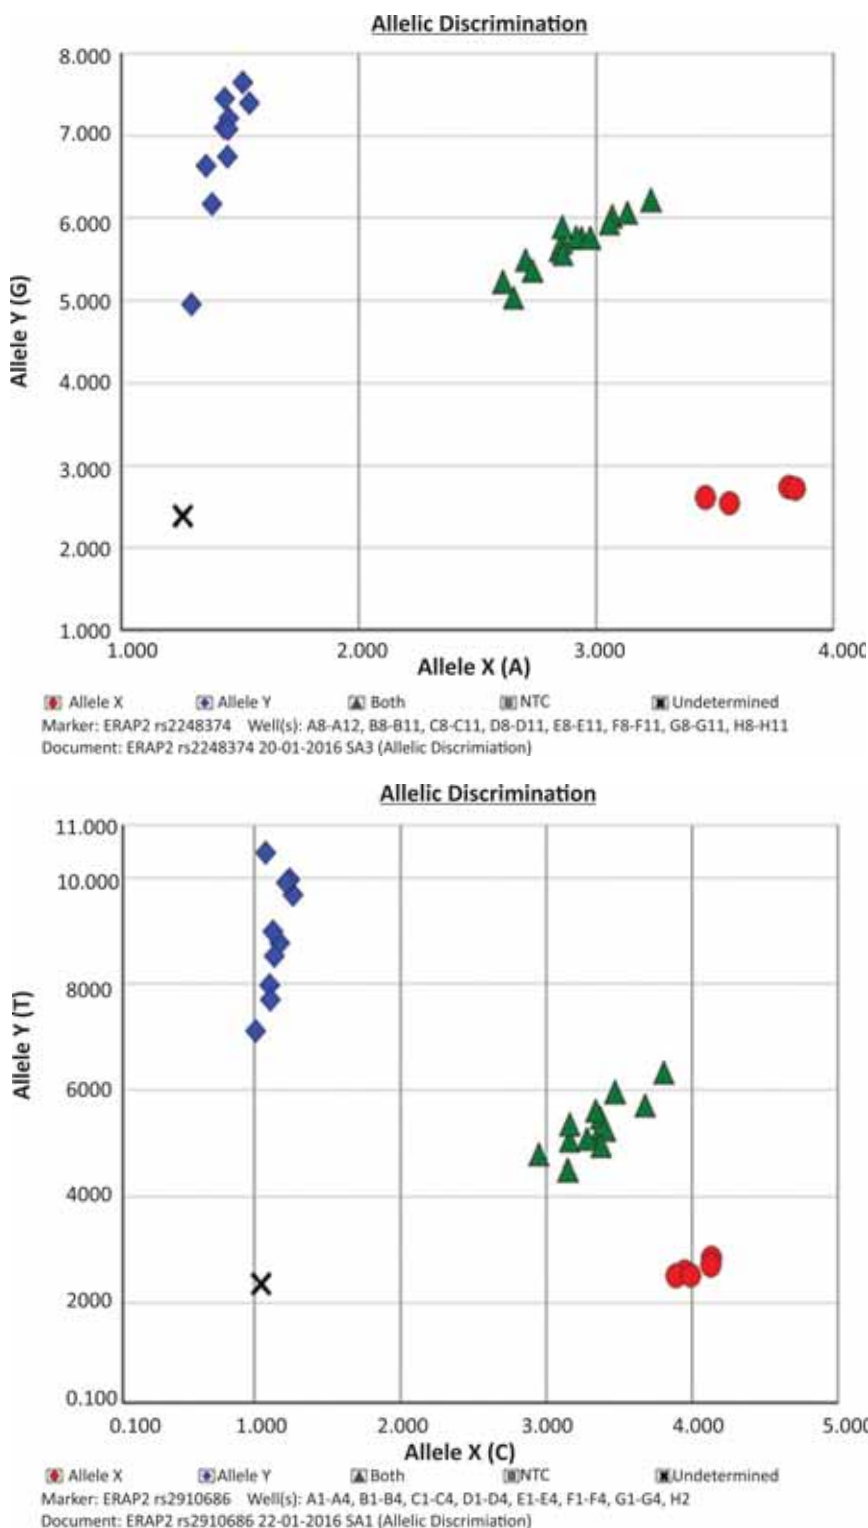 Allelic Discrimination
8.000
7.000
6.000
5.000
4.000
3.000
2.000
1.000
Allele Y (G)
1.000 2.000 3.000 4.000
Allele X (A)
Allele X Allele Y Both NTC Undetermined
Marker: ERAP2 rs2248374 Well(s): A8-A12, B8-B11, C8-C11, D8-D11, E8-E11, F8-F11, G8-G11, H8-H11
Document: ERAP2 rs2248374 20-01-2016 SA3 (Allelic Discrimiation)
Allelic Discrimination
11.000
10.000
8000
6000
4000
2000
0.100
Allele Y (T)
0.100 1.000 2.000 3.000 4.000 5.000
Allele X (C)
Allele X Allele Y Both NTC Undetermined
Marker: ERAP2 rs2910686 Well(s): A1-A4, B1-B4, C1-C4, D1-D4, E1-E4, F1-F4, G1-G4, H2
Document: ERAP2 rs2910686 22-01-2016 SA1 (Allelic Discrimiation)